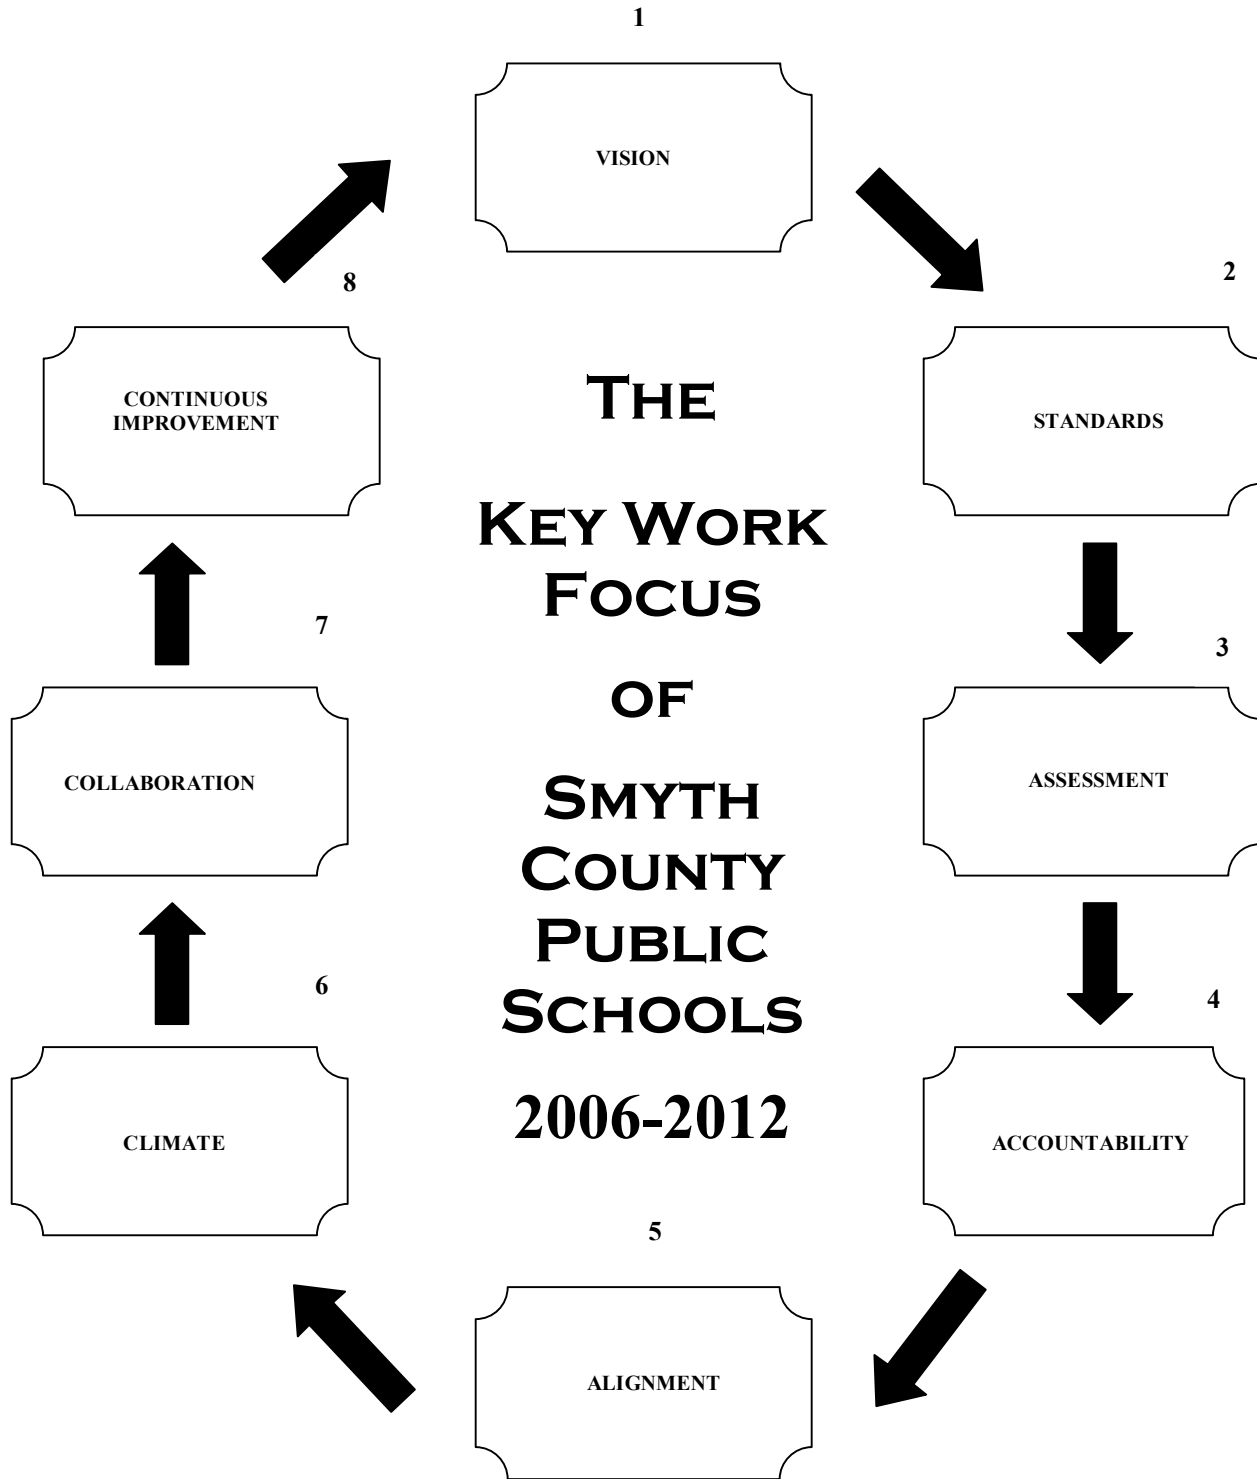 1
VISION
2
STANDARDS
3
ASSESSMENT
4
ACCOUNTABILITY
5
ALIGNMENT
6
CLIMATE
7
COLLABORATION
8
CONTINUOUS
IMPROVEMENT
THE
KEY WORK
FOCUS
OF
SMYTH
COUNTY
PUBLIC
SCHOOLS
2006-2012